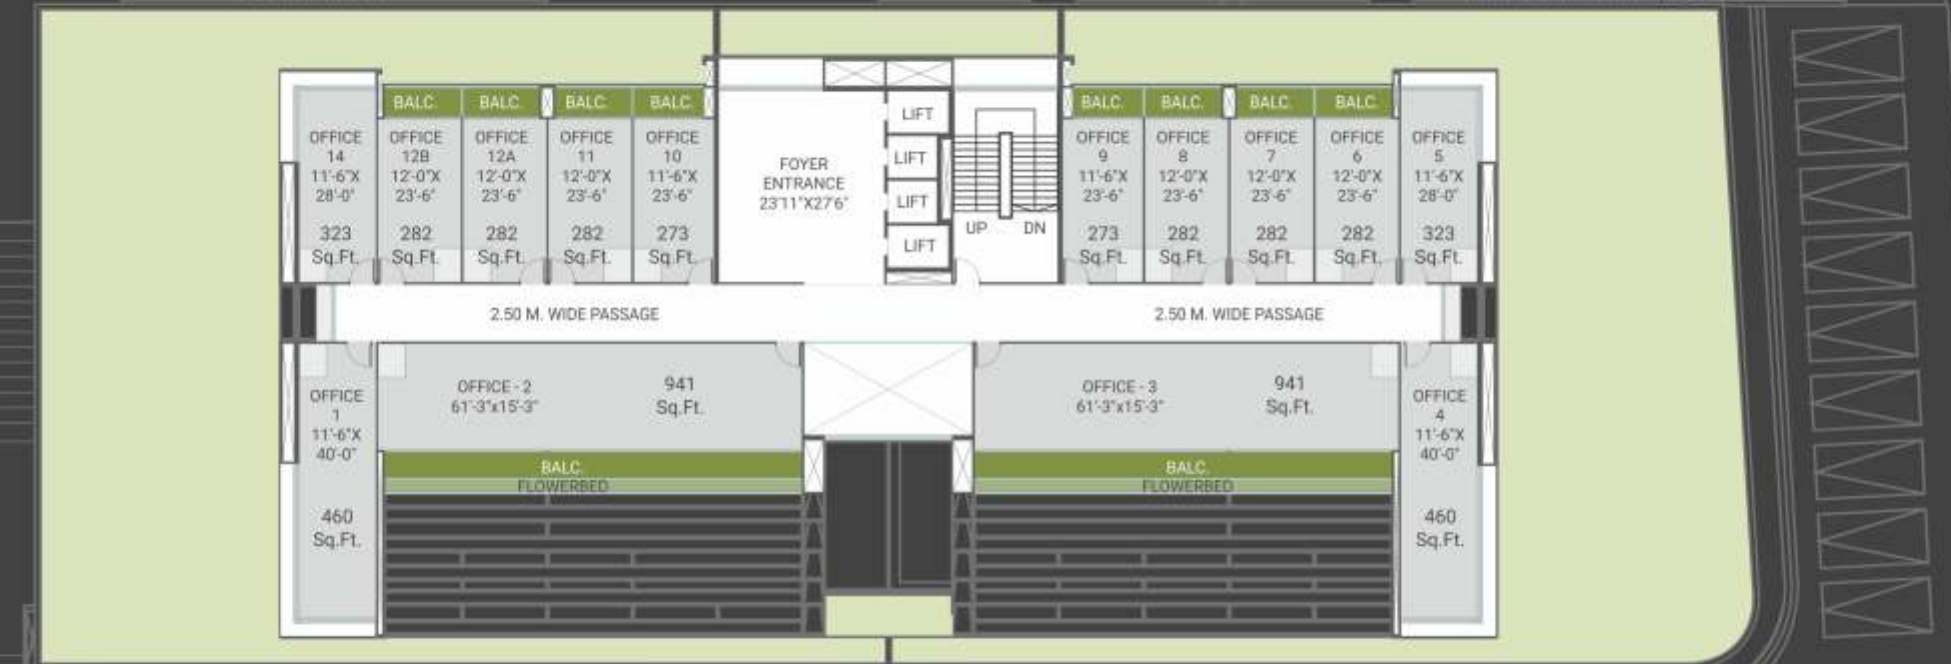 BALC.
BALC.
BALC.
BALC.
BALC.
BALC.
BALC.
BALC.
OFFICE
14
11'-6"X
28'-0"
323
Sq.Ft.
OFFICE
12B
12'-0"X
23'-6"
282
Sq.Ft.
OFFICE
12A
12'-0"X
23'-6"
282
Sq.Ft.
OFFICE
11
12'-0"X
23'-6"
282
Sq.Ft.
OFFICE
10
11'-6"X
23'-6"
273
Sq.Ft.
FOYER
ENTRANCE
23'11"X27'6"
LIFT
LIFT
LIFT
LIFT
UP
DN
OFFICE
9
11'-6"X
23'-6"
273
Sq.Ft.
OFFICE
8
12'-0"X
23'-6"
282
Sq.Ft.
OFFICE
7
12'-0"X
23'-6"
282
Sq.Ft.
OFFICE
6
12'-0"X
23'-6"
282
Sq.Ft.
OFFICE
5
11'-6"X
28'-0"
323
Sq.Ft.
2.50 M. WIDE PASSAGE
2.50 M. WIDE PASSAGE
OFFICE
1
11'-6"X
40'-0"
460
Sq.Ft.
OFFICE - 2
61'-3"x15'-3"
941
Sq.Ft.
BALC.
FLOWERBED
OFFICE - 3
61'-3"x15'-3"
941
Sq.Ft.
BALC.
FLOWERBED
OFFICE
4
11'-6"X
40'-0"
460
Sq.Ft.